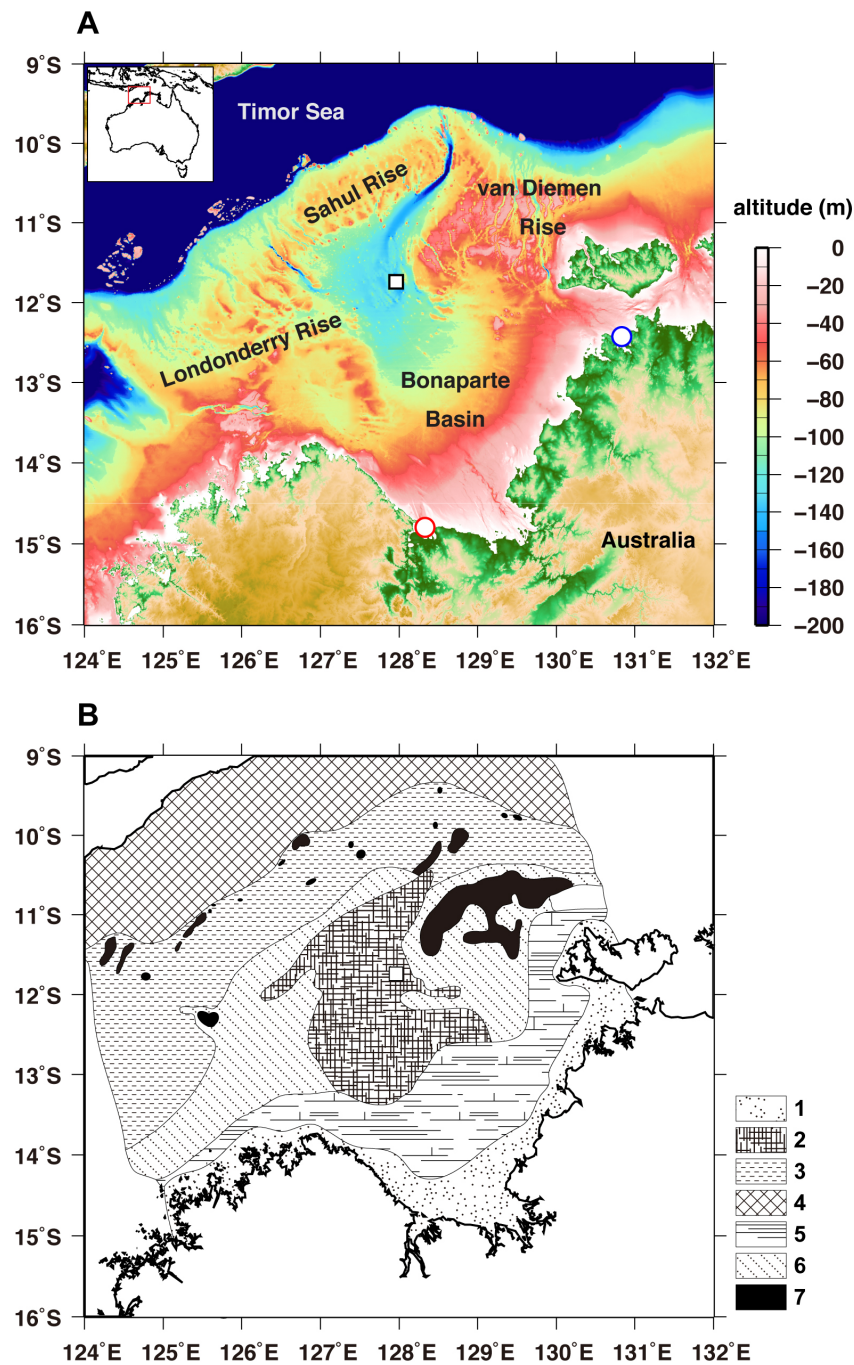 A
9°S
10°S
11°S
12°S
13°S
14°S
15°S
16°S
Timor Sea
Sahul Rise
van Diemen
Rise
Londonderry Rise
Bonaparte
Basin
Australia
124°E 125°E 126°E 127°E 128°E 129°E 130°E 131°E 132°E
altitude (m)
0
−20
−40
−60
−80
−100
−120
−140
−160
−180
−200
B
9°S
10°S
11°S
12°S
13°S
14°S
15°S
16°S
124°E 125°E 126°E 127°E 128°E 129°E 130°E 131°E 132°E
1
2
3
4
5
6
7